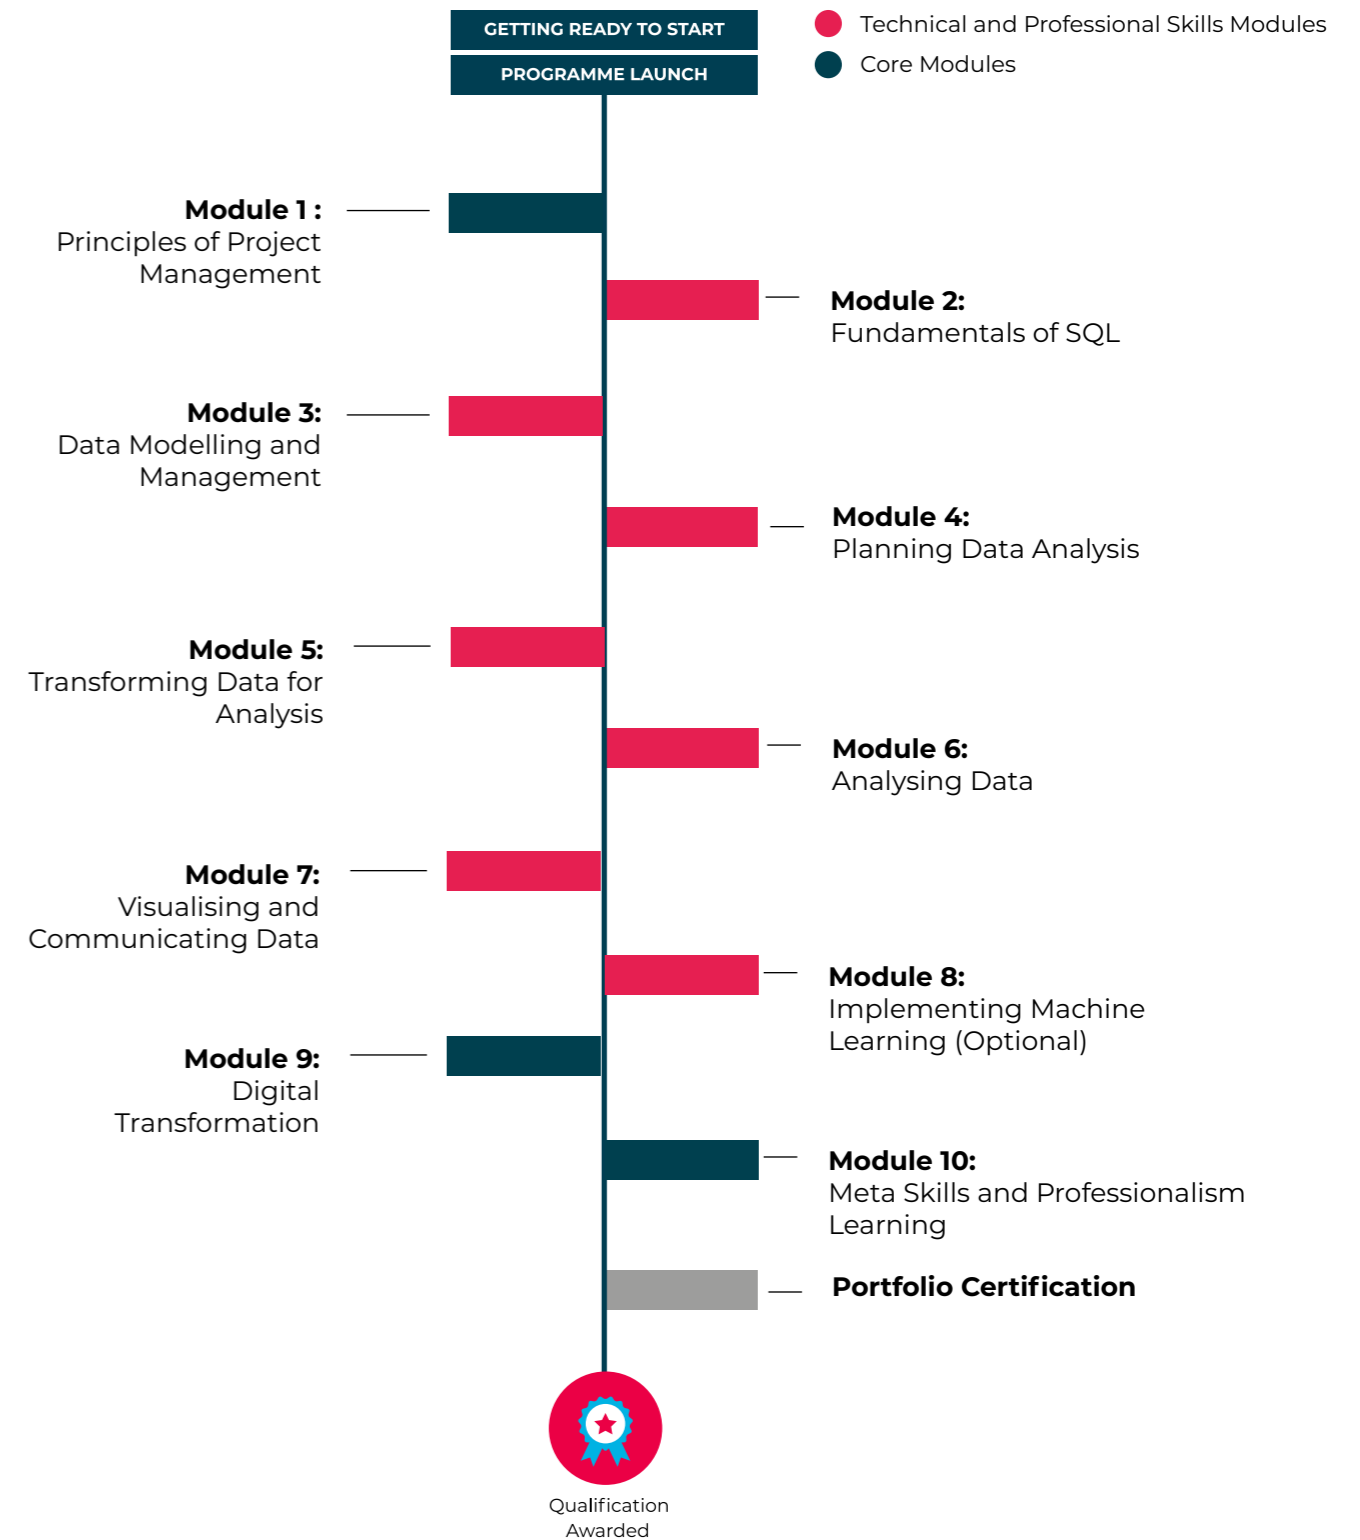 GETTING READY TO START
PROGRAMME LAUNCH
Technical and Professional Skills Modules
Core Modules
Module 1 :
Principles of Project
Management
Module 2:
Fundamentals of SQL
Module 3:
Data Modelling and
Management
Module 4:
Planning Data Analysis
Module 5:
Transforming Data for
Analysis
Module 6:
Analysing Data
Module 7:
Visualising and
Communicating Data
Module 8:
Implementing Machine
Learning (Optional)
Module 9:
Digital
Transformation
Module 10:
Meta Skills and Professionalism
Learning
Portfolio Certification
Qualification
Awarded